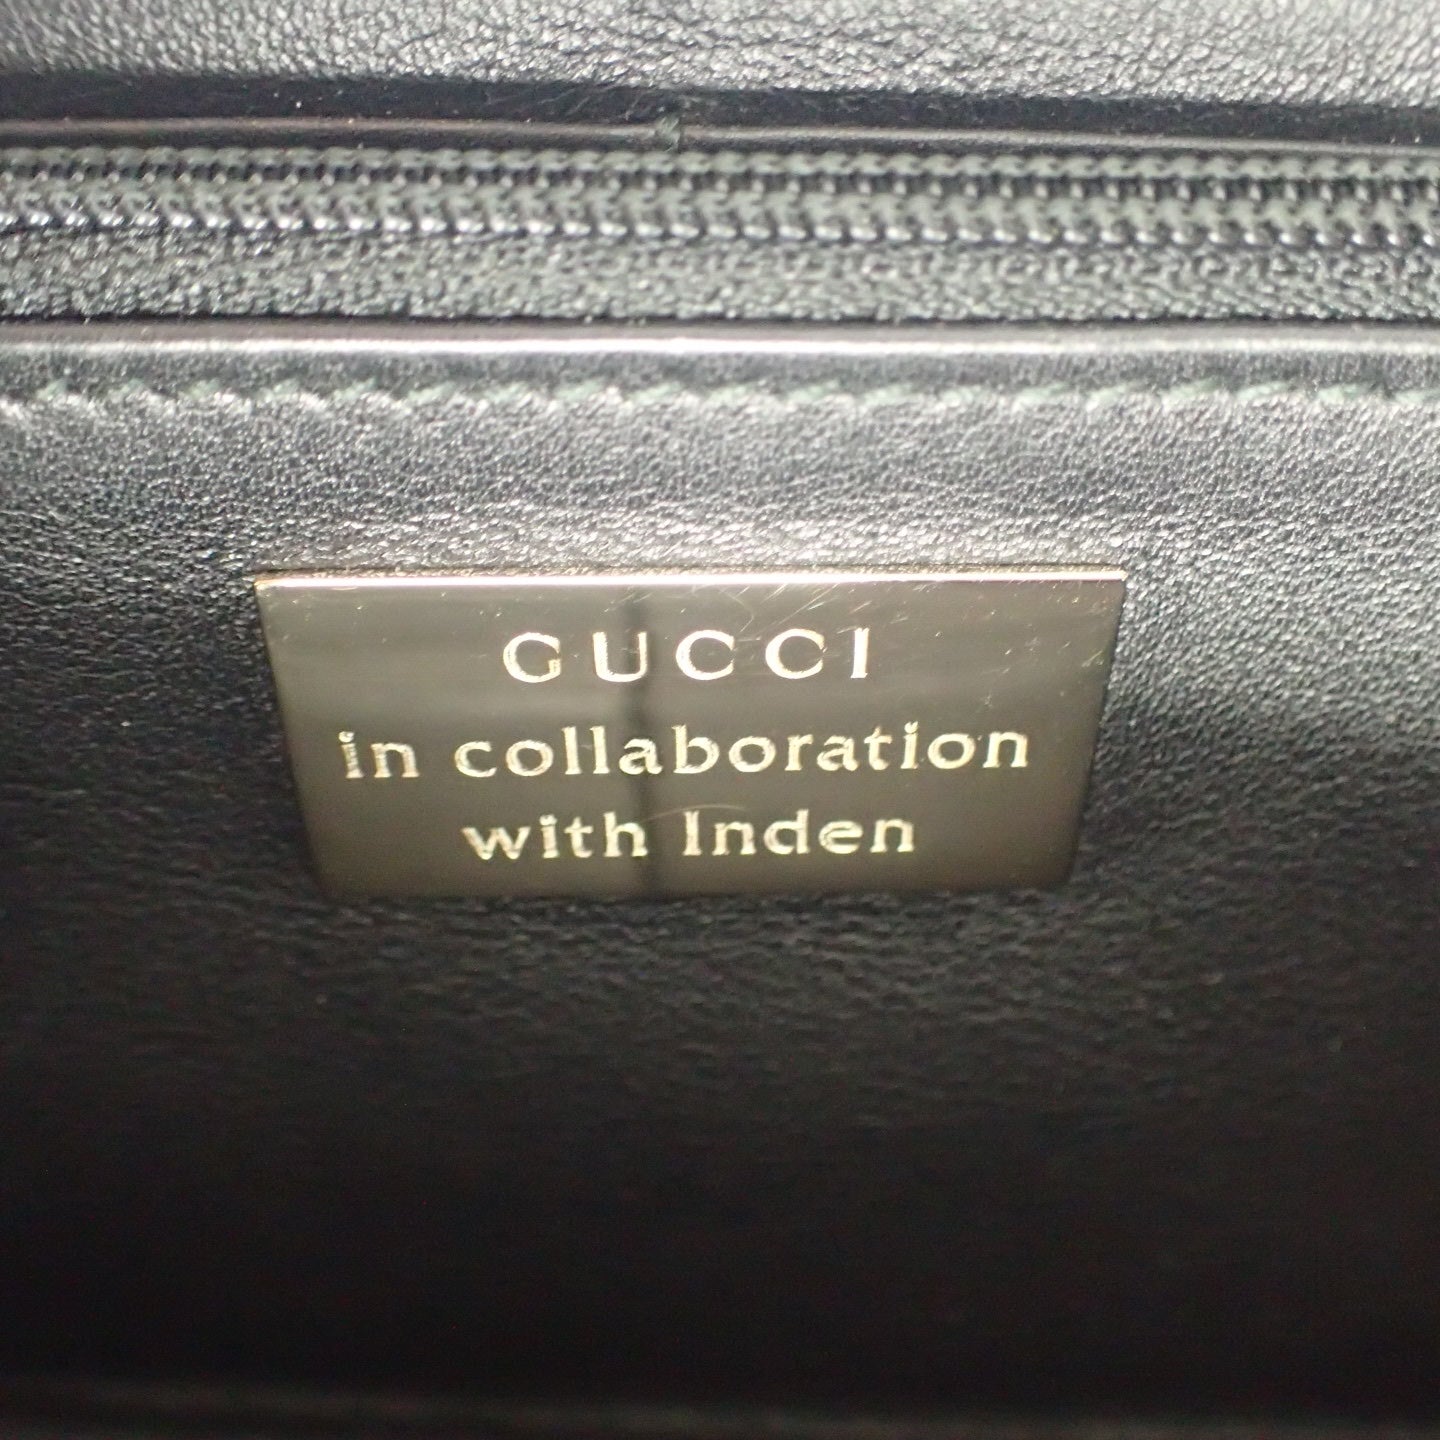 GUCCI
in collaboration
with Inden